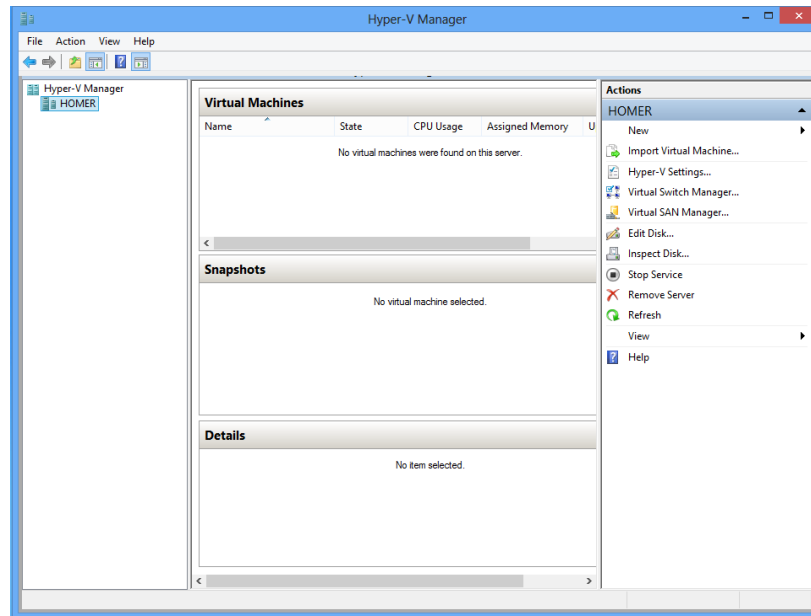 Hyper-V Manager
File Action View Help
Hyper-V Manager
HOMER
Virtual Machines
Name State CPU Usage Assigned Memory U
No virtual machines were found on this server.
Snapshots
No virtual machine selected.
Details
No item selected.
Actions
HOMER
New
Import Virtual Machine...
Hyper-V Settings...
Virtual Switch Manager...
Virtual SAN Manager...
Edit Disk...
Inspect Disk...
Stop Service
Remove Server
Refresh
View
Help